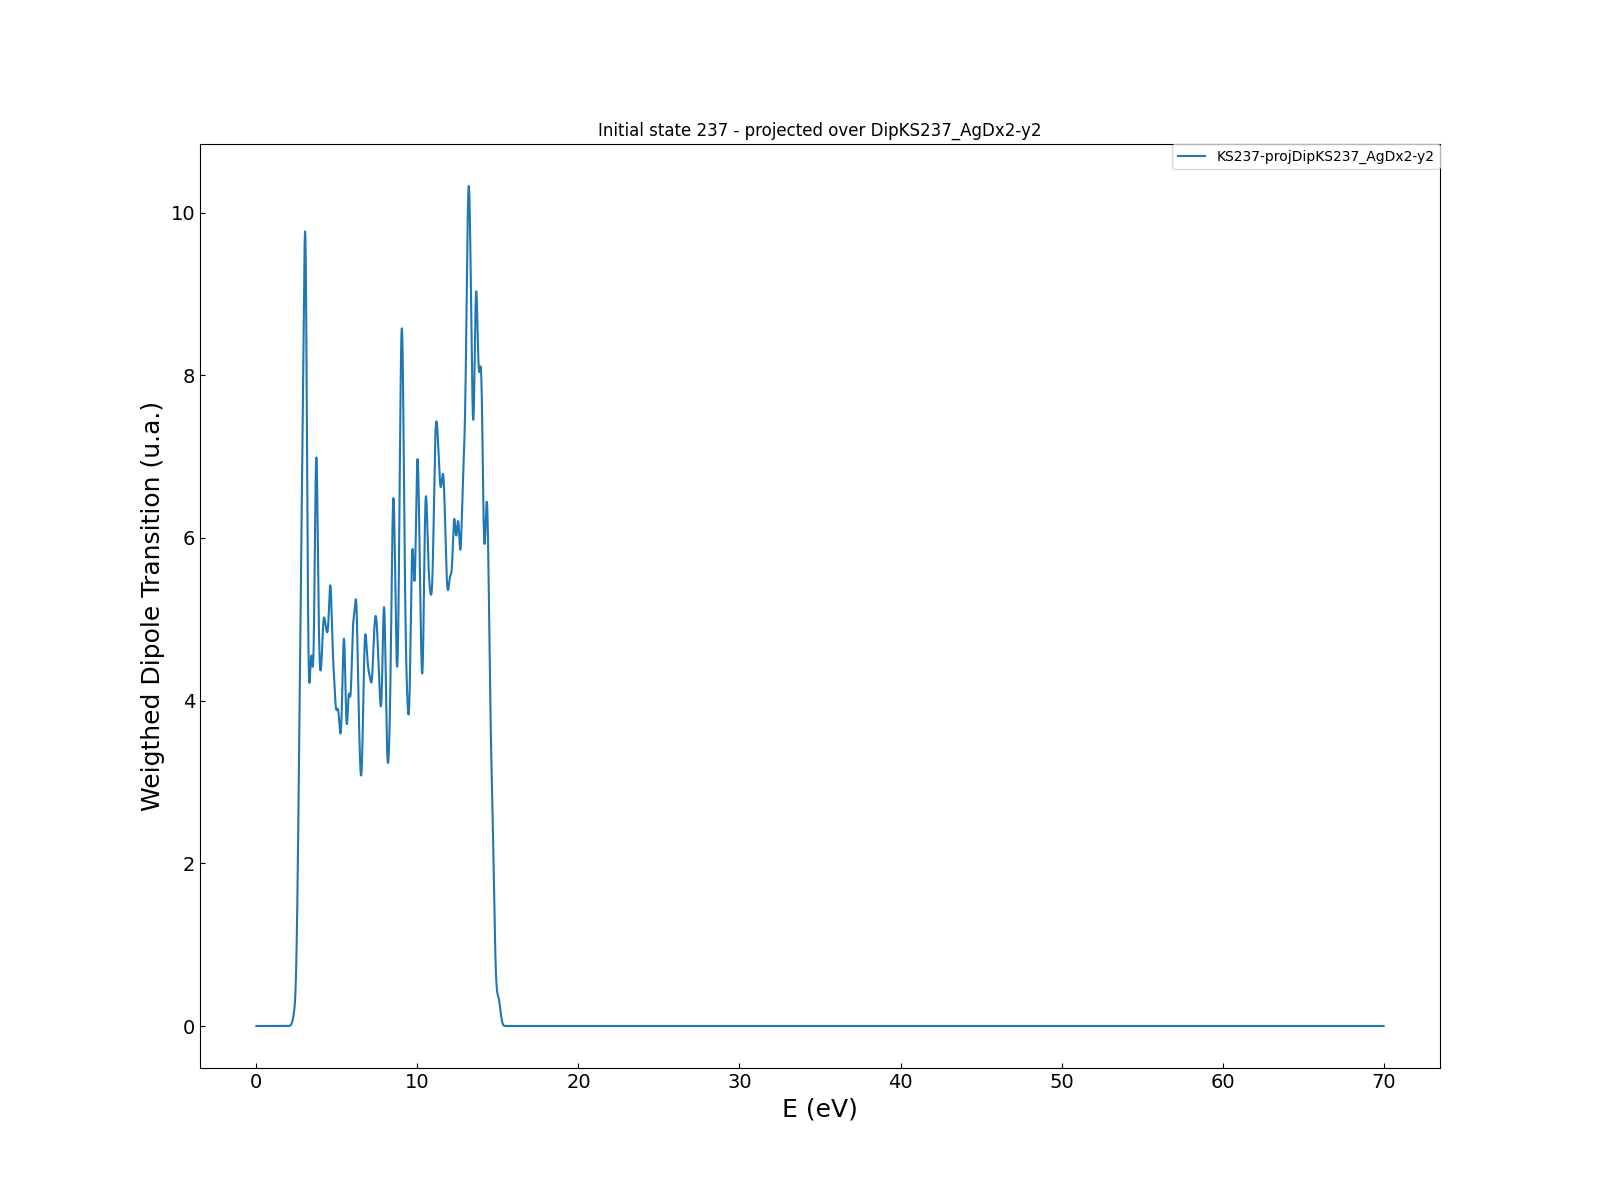 Initial state 237 - projected over DipKS237_AgDx2-y2
KS237-projDipKS237_AgDx2-y2
Weigthed Dipole Transition (u.a.)
10
8
6
4
2
0
0 10 20 30 40 50 60 70
E (eV)